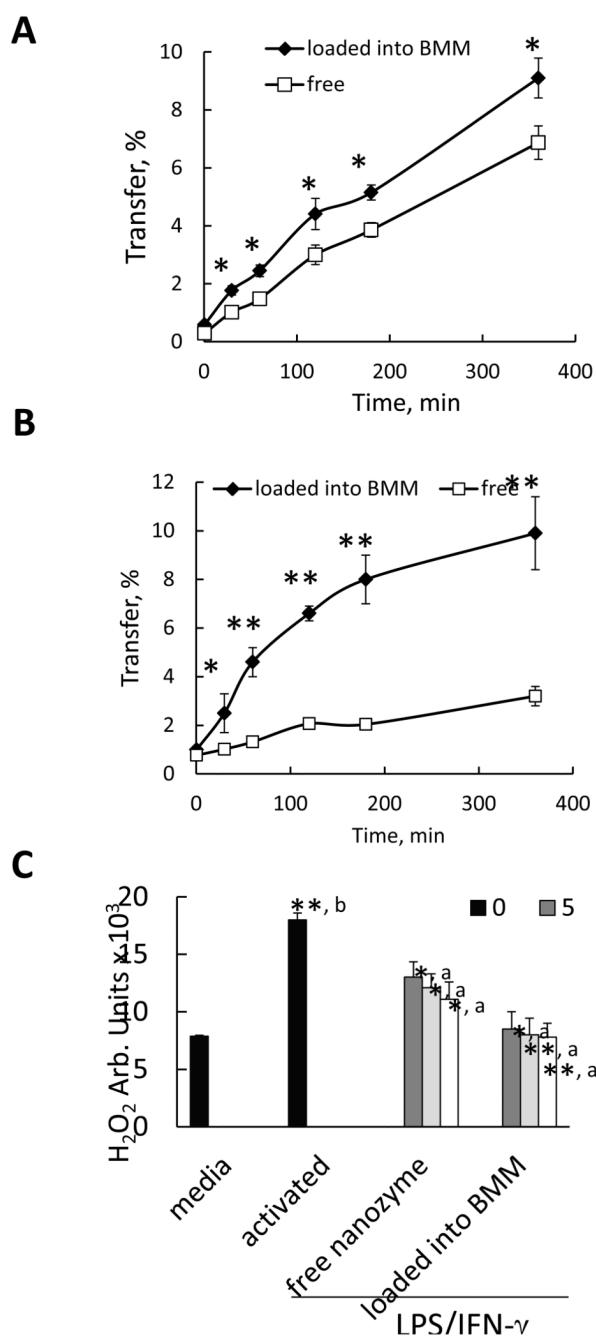 A
loaded into BMM
free
Transfer, %
10
8
6
4
2
0
* * * * *
0 100 200 300 400
Time, min
B
loaded into BMM free
Transfer, %
12
10
8
6
4
2
0
* ** ** ** **
0 100 200 300 400
Time, min
C
H₂O₂ Arb. Units x 10³
20
15
10
5
0
0 5
**, b
*, a
*, a
*, a
*, a
**, a
**, a
media
activated
free nanozyme
loaded into BMM
LPS/IFN-γ